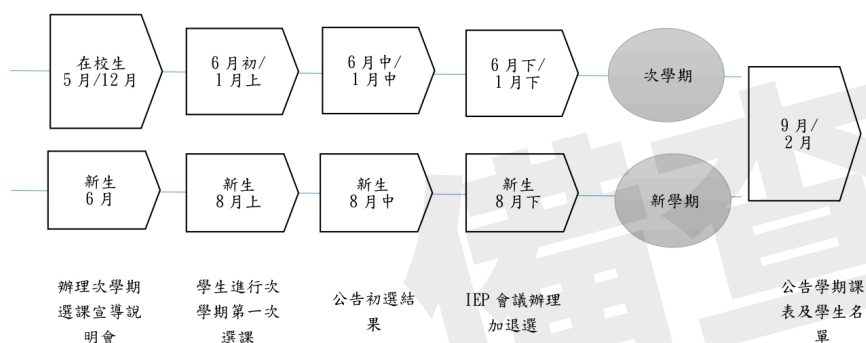 在校生
5月/12月
6月初/
1月上
6月中/
1月中
6月下/
1月下
次學期
9月/
2月
新生
6月
新生
8月上
新生
8月中
新生
8月下
新學期
辦理次學期
選課宣導說
明會
學生進行次
學期第一次
選課
公告初選結
果
IEP會議辦理
加退選
公告學期課
表及學生名
單
備查